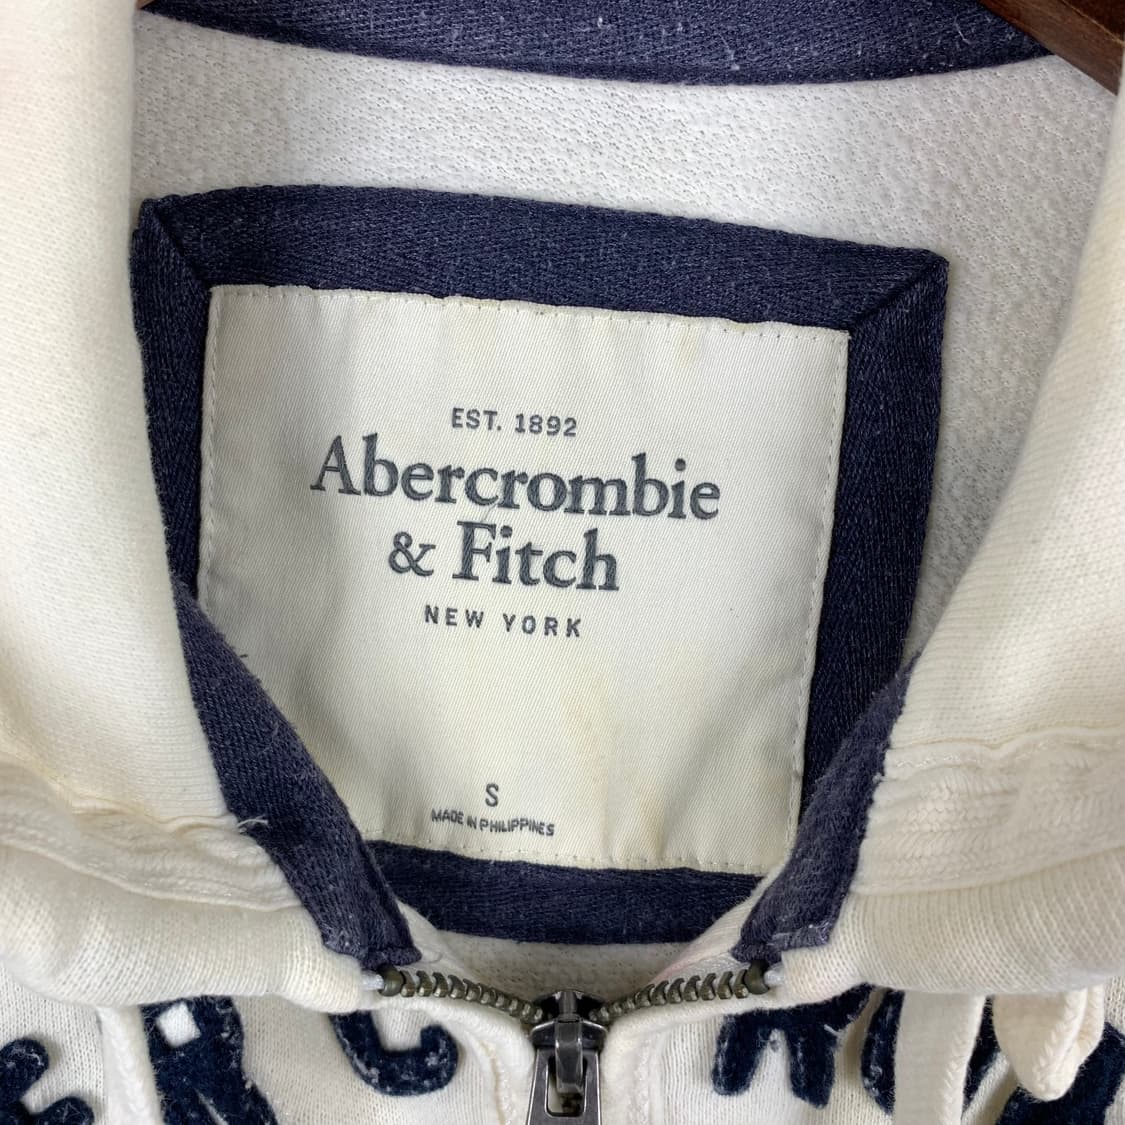 EST. 1892
Abercrombie
& Fitch
NEW YORK
S
MADE IN PHILIPPINES